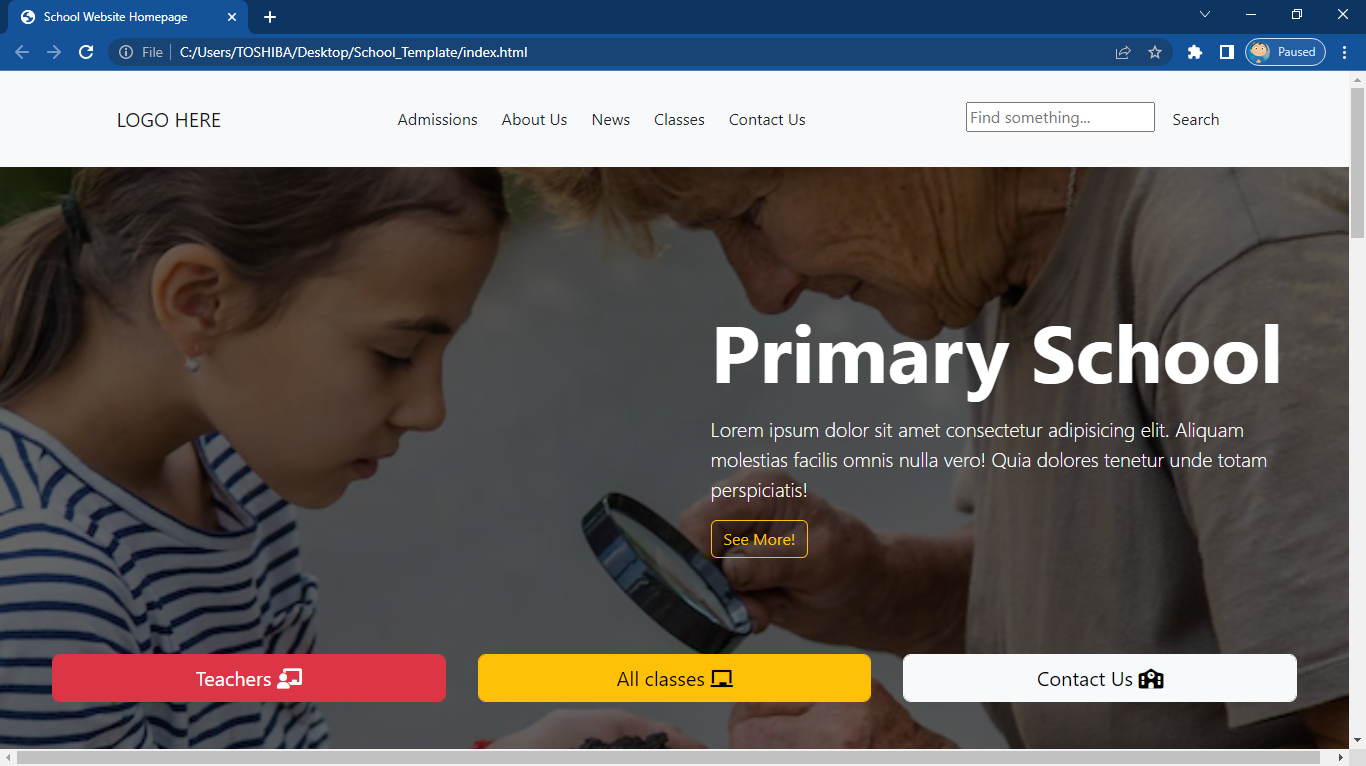 School Website Homepage
File
C:/Users/TOSHIBA/Desktop/School_Template/index.html
Paused
LOGO HERE
Admissions
About Us
News
Classes
Contact Us
Find something...
Search
Primary School
Lorem ipsum dolor sit amet consectetur adipisicing elit. Aliquam
molestias facilis omnis nulla vero! Quia dolores tenetur unde totam
perspiciatis!
See More!
Teachers
All classes
Contact Us